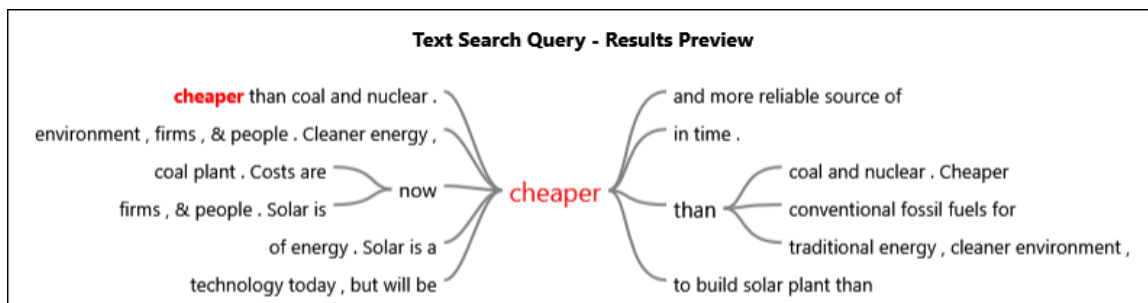 Text Search Query - Results Preview
cheaper than coal and nuclear .
environment , firms , & people . Cleaner energy ,
coal plant . Costs are
firms , & people . Solar is
now
of energy . Solar is a
technology today , but will be
cheaper
and more reliable source of
in time .
than
coal and nuclear . Cheaper
conventional fossil fuels for
traditional energy , cleaner environment ,
to build solar plant than